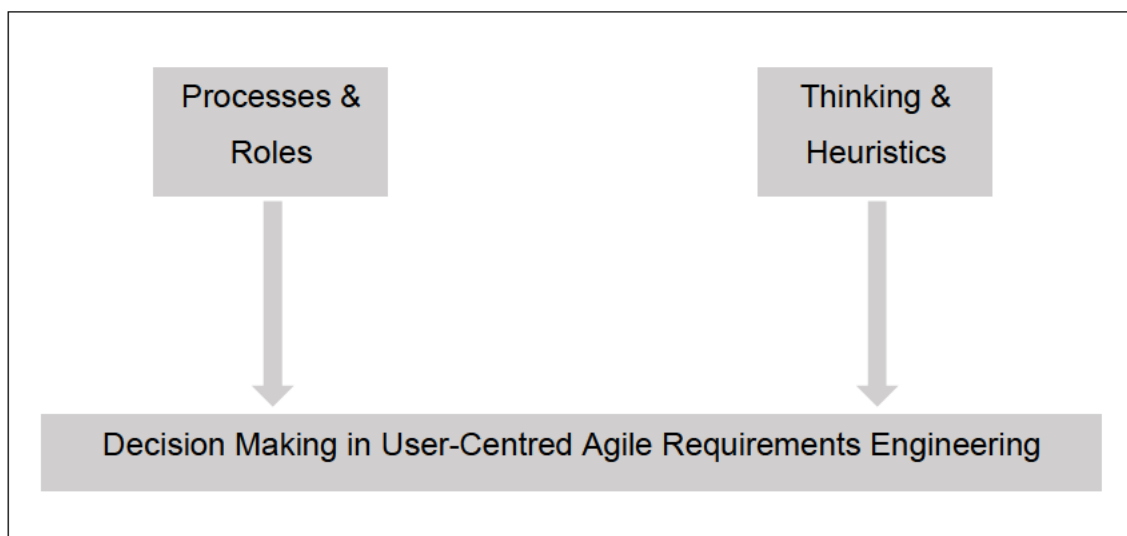 Processes &
Roles
Thinking &
Heuristics
Decision Making in User-Centred Agile Requirements Engineering